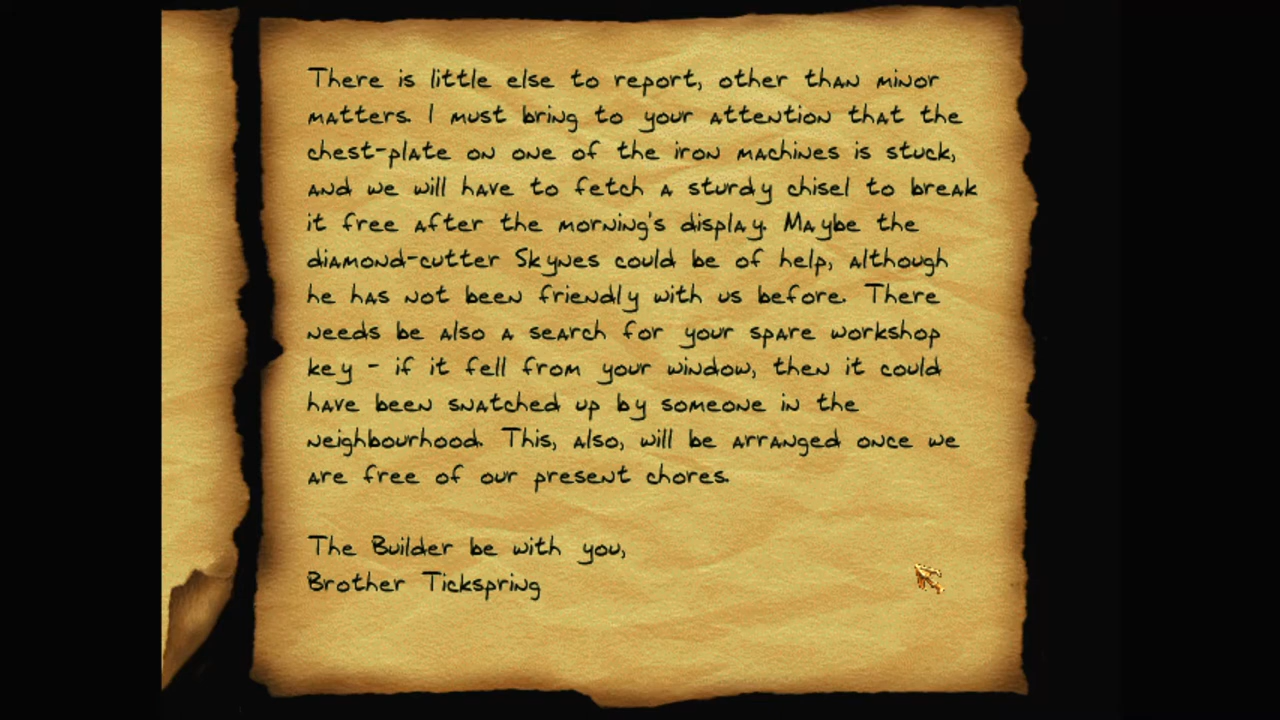 There is little else to report, other than minor
matters. I must bring to your attention that the
chest-plate on one of the iron machines is stuck,
and we will have to fetch a sturdy chisel to break
it free after the morning's display. Maybe the
diamond-cutter Skynes could be of help, although
he has not been friendly with us before. There
needs be also a search for your spare workshop
key - if it fell from your window, then it could
have been snatched up by someone in the
neighbourhood. This, also, will be arranged once we
are free of our present chores.
The Builder be with you,
Brother Tickspring